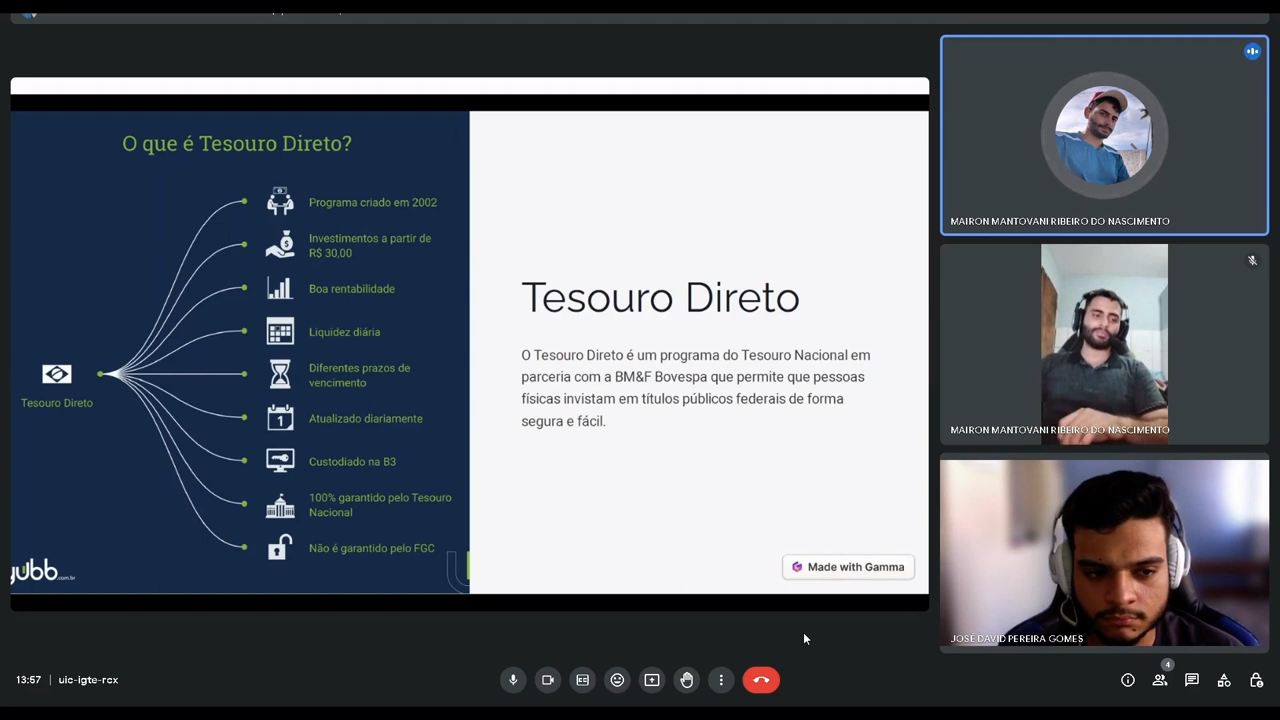 O que é Tesouro Direto?
Programa criado em 2002
Investimentos a partir de
R$ 30,00
Boa rentabilidade
Liquidez diária
Diferentes prazos de
vencimento
Tesouro Direto
Atualizado diariamente
Custodiado na B3
100% garantido pelo Tesouro
Nacional
Não é garantido pelo FGC
yubb.com.br
Tesouro Direto
O Tesouro Direto é um programa do Tesouro Nacional em
parceria com a BM&F Bovespa que permite que pessoas
físicas invistam em títulos públicos federais de forma
segura e fácil.
Made with Gamma
MAIRON MANTOVANI RIBEIRO DO NASCIMENTO
MAIRON MANTOVANI RIBEIRO DO NASCIMENTO
JOSÉ DAVID PEREIRA GOMES
13:57 | uic-igte-rcx
4